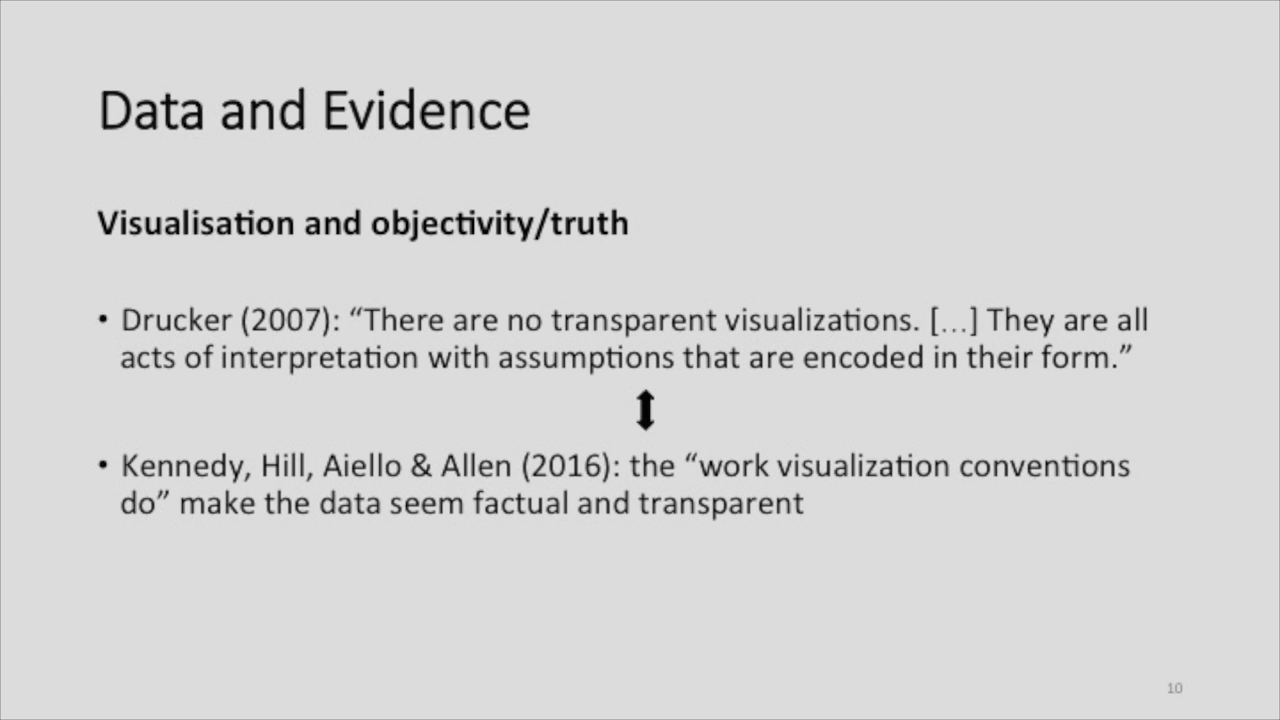 Data and Evidence
Visualisation and objectivity/truth
• Drucker (2007): “There are no transparent visualizations. […] They are all
acts of interpretation with assumptions that are encoded in their form.”
• Kennedy, Hill, Aiello & Allen (2016): the “work visualization conventions
do” make the data seem factual and transparent
10